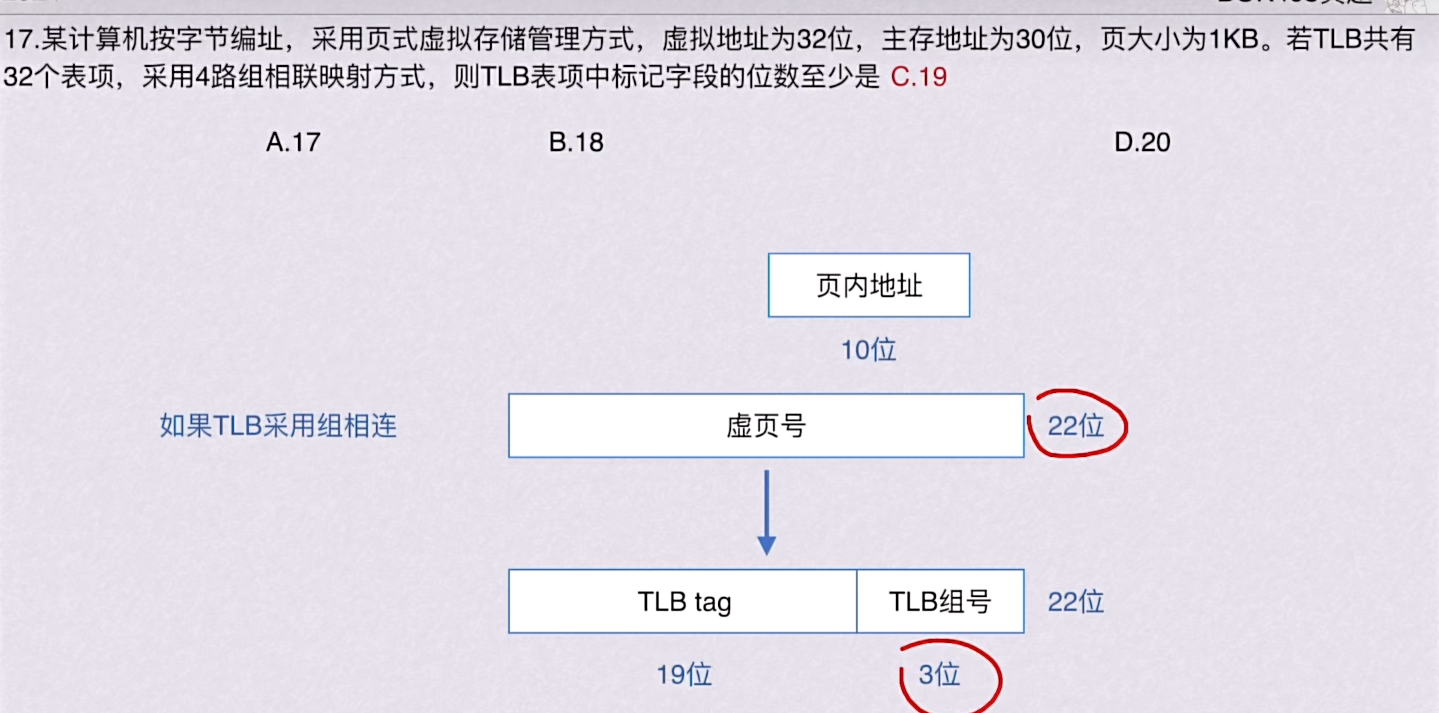 17.某计算机按字节编址，采用页式虚拟存储管理方式，虚拟地址为32位，主存地址为30位，页大小为1KB。若TLB共有
32个表项，采用4路组相联映射方式，则TLB表项中标记字段的位数至少是 C.19
A.17 B.18 D.20
页内地址
10位
如果TLB采用组相连 虚页号 22位
TLB tag TLB组号 22位
19位 3位